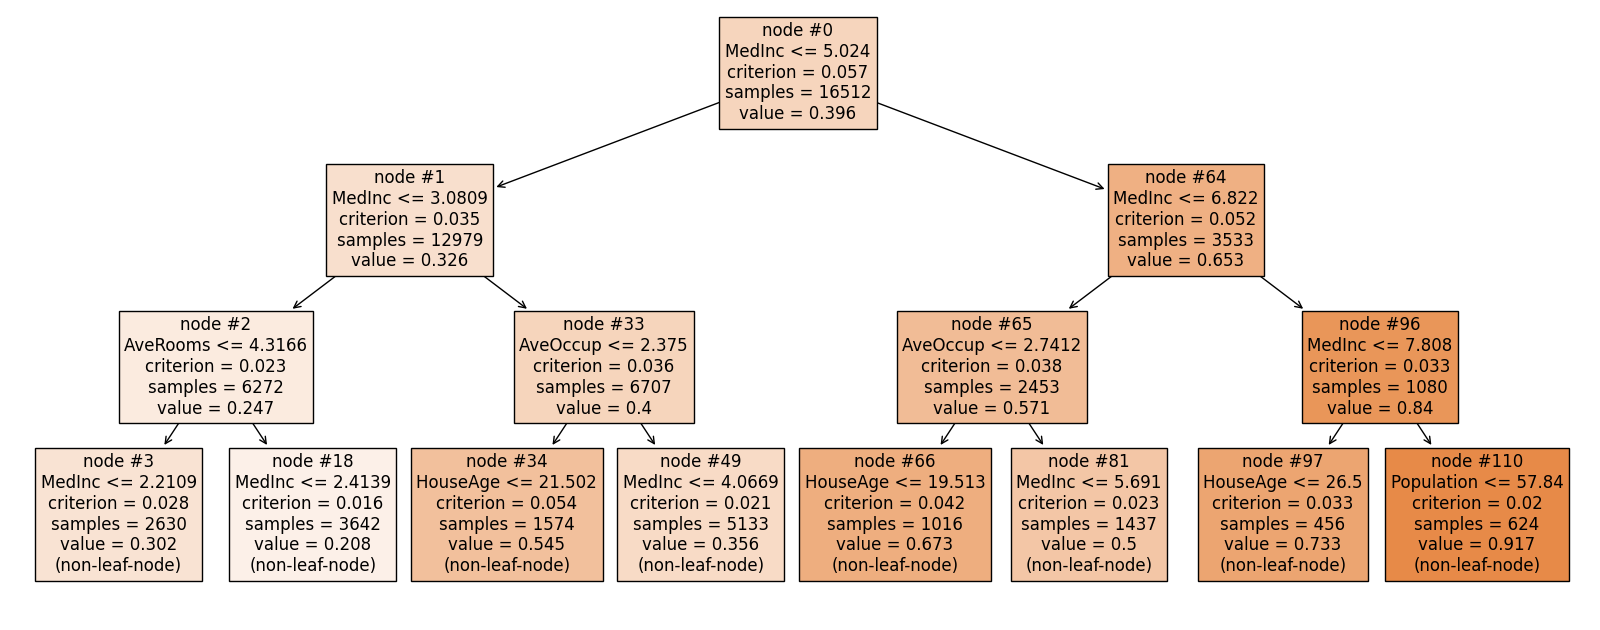 node #0
MedInc <= 5.024
criterion = 0.057
samples = 16512
value = 0.396
node #1
MedInc <= 3.0809
criterion = 0.035
samples = 12979
value = 0.326
node #64
MedInc <= 6.822
criterion = 0.052
samples = 3533
value = 0.653
node #2
AveRooms <= 4.3166
criterion = 0.023
samples = 6272
value = 0.247
node #33
AveOccup <= 2.375
criterion = 0.036
samples = 6707
value = 0.4
node #65
AveOccup <= 2.7412
criterion = 0.038
samples = 2453
value = 0.571
node #96
MedInc <= 7.808
criterion = 0.033
samples = 1080
value = 0.84
node #3
MedInc <= 2.2109
criterion = 0.028
samples = 2630
value = 0.302
(non-leaf-node)
node #18
MedInc <= 2.4139
criterion = 0.016
samples = 3642
value = 0.208
(non-leaf-node)
node #34
HouseAge <= 21.502
criterion = 0.054
samples = 1574
value = 0.545
(non-leaf-node)
node #49
MedInc <= 4.0669
criterion = 0.021
samples = 5133
value = 0.356
(non-leaf-node)
node #66
HouseAge <= 19.513
criterion = 0.042
samples = 1016
value = 0.673
(non-leaf-node)
node #81
MedInc <= 5.691
criterion = 0.023
samples = 1437
value = 0.5
(non-leaf-node)
node #97
HouseAge <= 26.5
criterion = 0.033
samples = 456
value = 0.733
(non-leaf-node)
node #110
Population <= 57.84
criterion = 0.02
samples = 624
value = 0.917
(non-leaf-node)